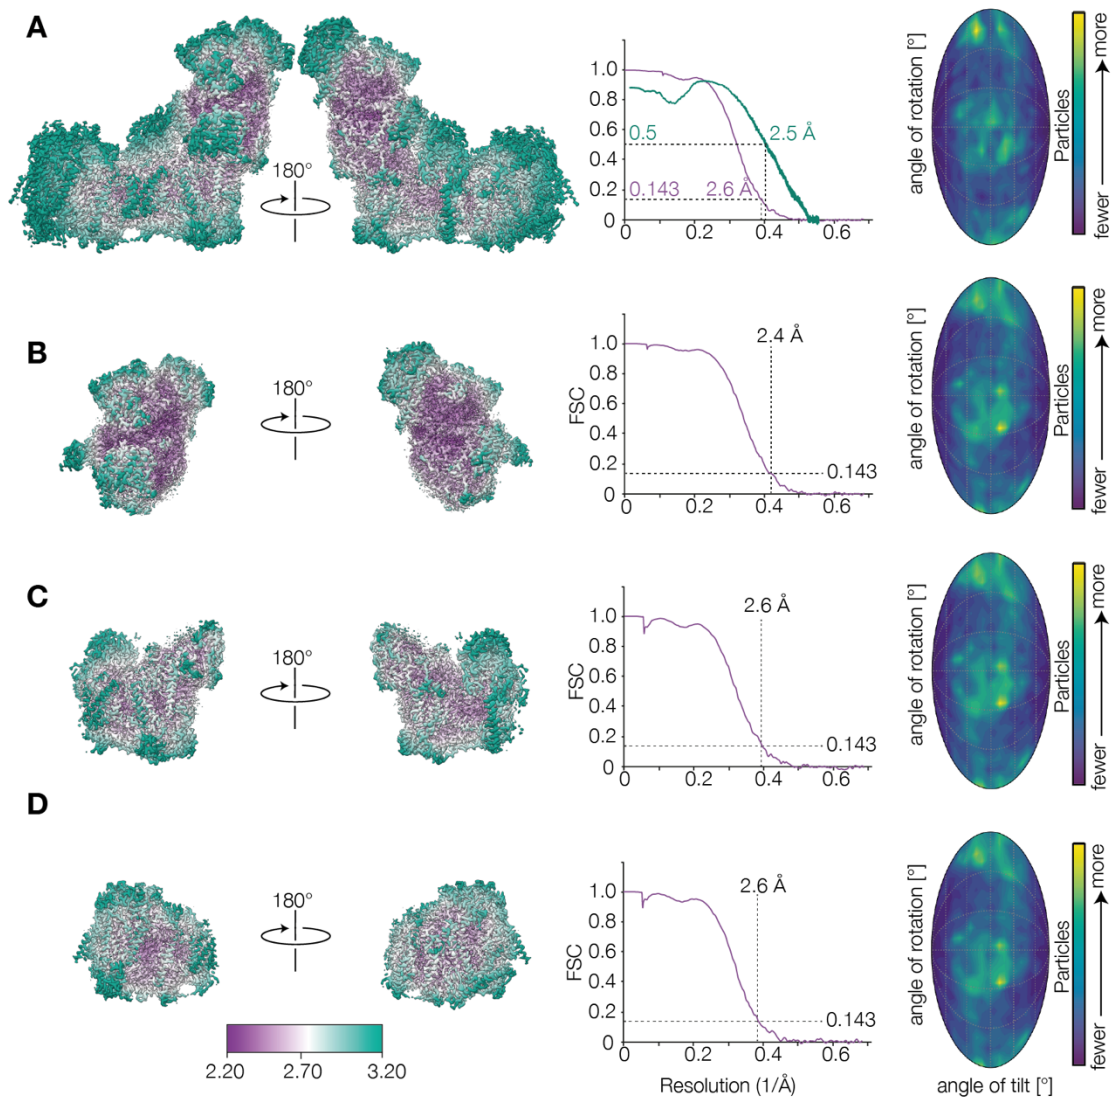 A
180°
1.0
0.8
0.6
0.4
0.2
0
0.5
2.5 Å
0.143
2.6 Å
0
0.2
0.4
0.6
angle of rotation [°]
Particles
fewer
more
B
180°
FSC
1.0
0.8
0.6
0.4
0.2
0
2.4 Å
0.143
0
0.2
0.4
0.6
angle of rotation [°]
Particles
fewer
more
C
180°
FSC
1.0
0.8
0.6
0.4
0.2
0
2.6 Å
0.143
0
0.2
0.4
0.6
angle of rotation [°]
Particles
fewer
more
D
180°
FSC
1.0
0.8
0.6
0.4
0.2
0
2.6 Å
0.143
0
0.2
0.4
0.6
Resolution (1/Å)
angle of rotation [°]
angle of tilt [°]
Particles
fewer
more
2.20
2.70
3.20